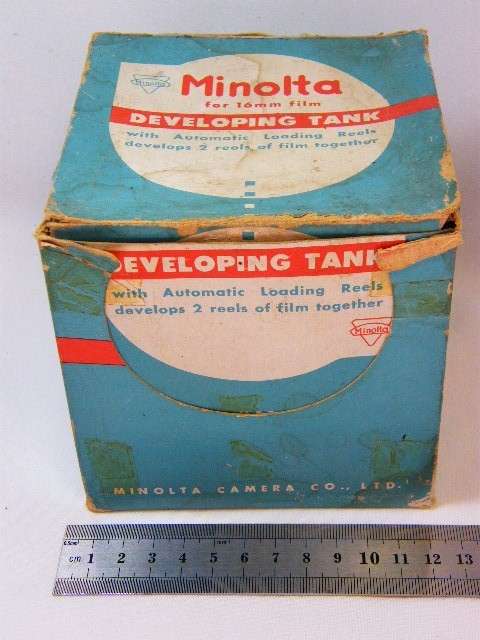 Minolta
Minolta
for 16mm film
DEVELOPING TANK
with Automatic Loading Reels
develops 2 reels of film together
DEVELOPING TANK
with Automatic Loading Reels
develops 2 reels of film together
Minolta
MINOLTA CAMERA CO., LTD.
cm 1 2 3 4 5 6 7 8 9 10 11 12 13